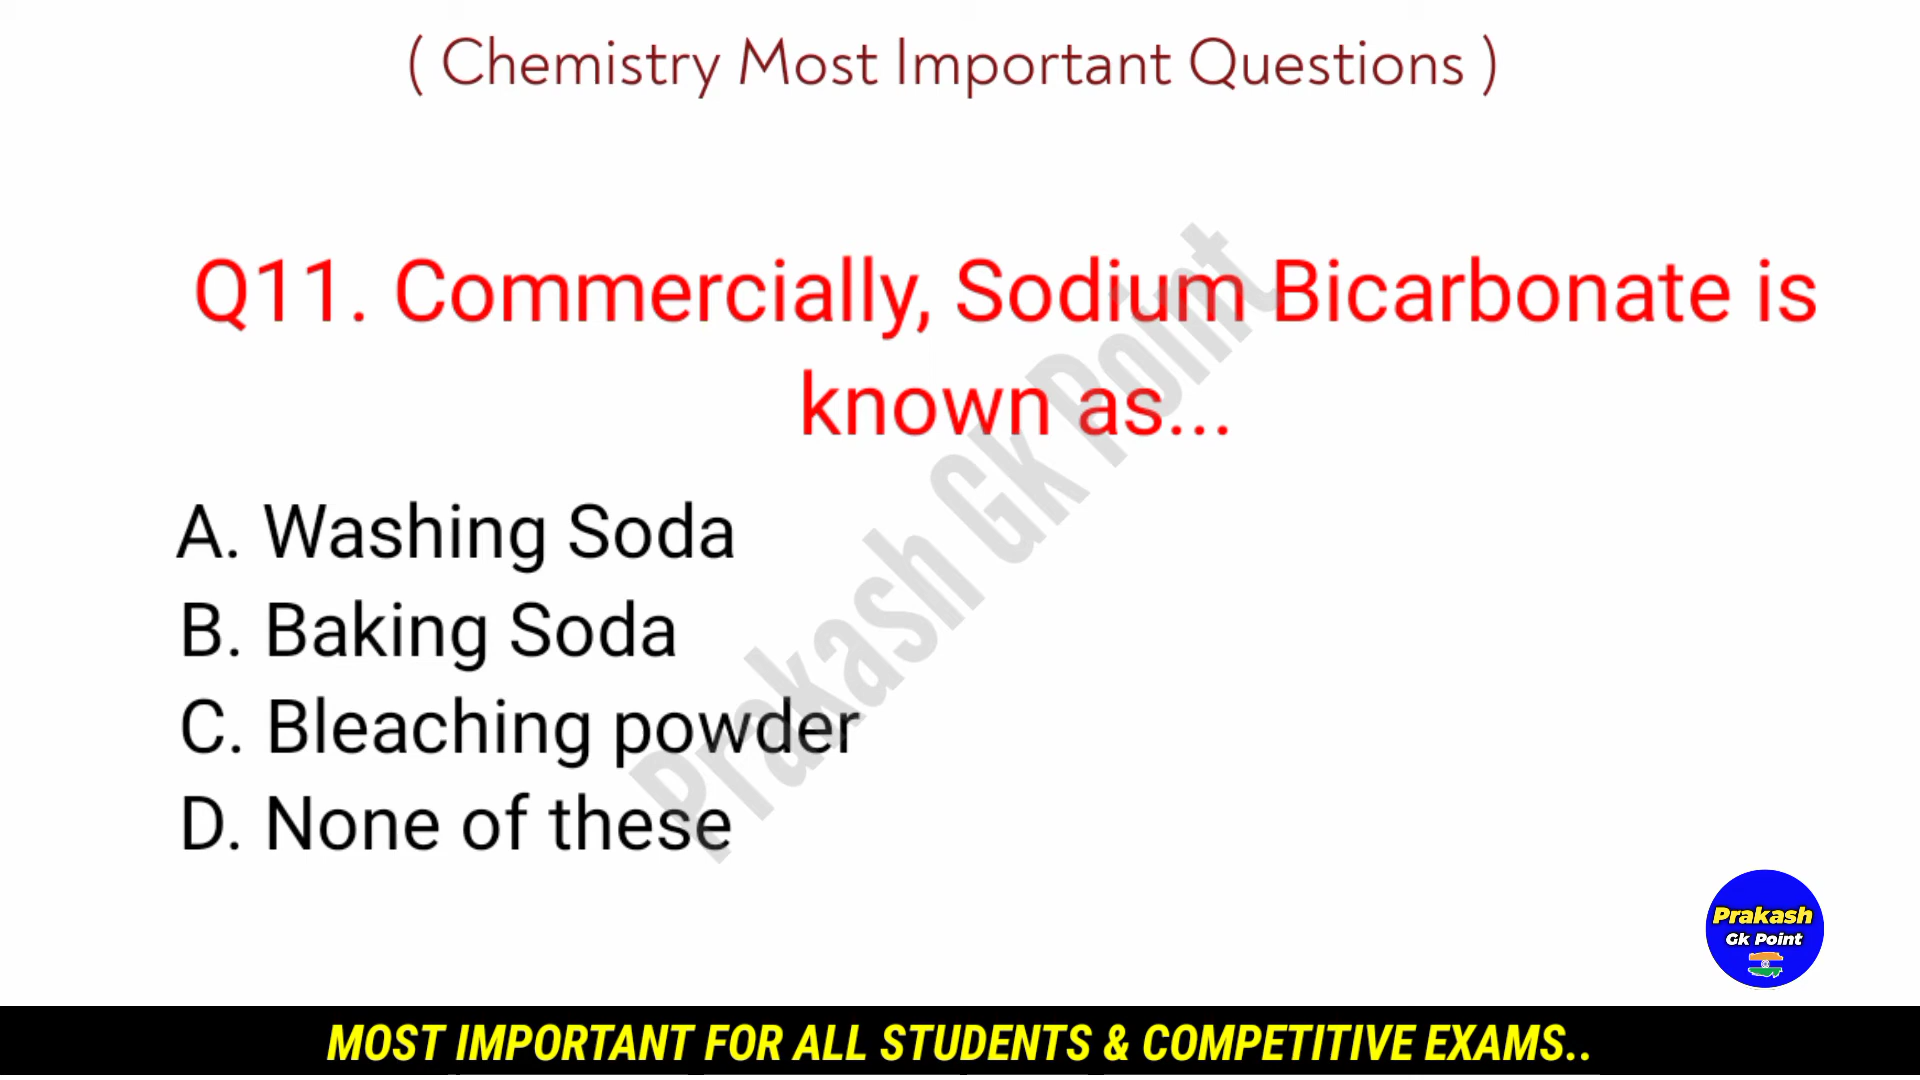 ( Chemistry Most Important Questions )
Q11. Commercially, Sodium Bicarbonate is
known as...
A. Washing Soda
B. Baking Soda
C. Bleaching powder
D. None of these
Prakash Gk Point
Prakash
Gk Point
MOST IMPORTANT FOR ALL STUDENTS & COMPETITIVE EXAMS..